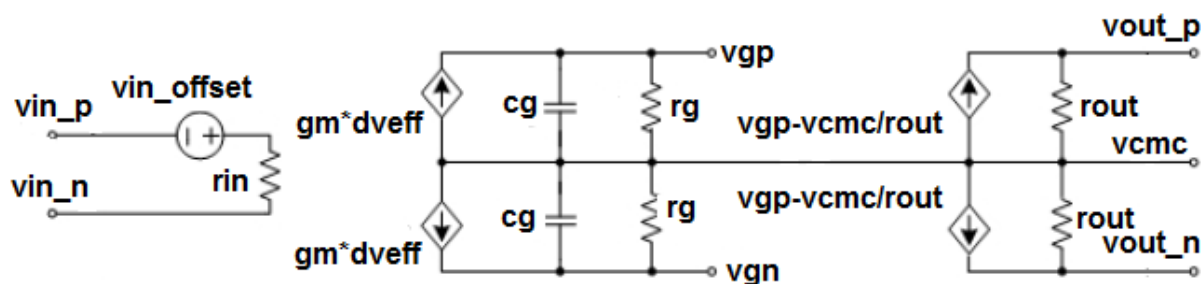 vout_p
vgp
vin_offset
vin_p
cg
rg
rout
gm*dveff
vgp-vcmc/rout
vcmc
vin_n
rin
vgp-vcmc/rout
cg
rg
rout
gm*dveff
vout_n
vgn